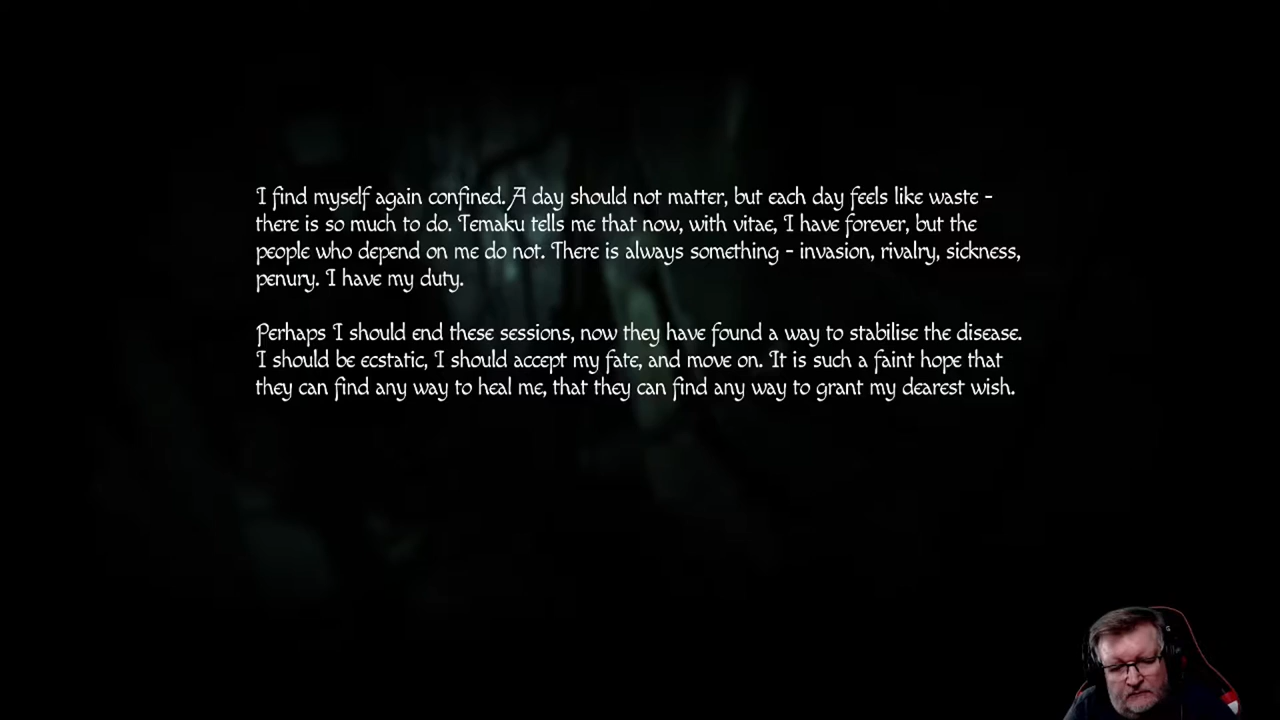 I find myself again confined. A day should not matter, but each day feels like waste -
there is so much to do. Temaku tells me that now, with vitae, I have forever, but the
people who depend on me do not. There is always something - invasion, rivalry, sickness,
penury. I have my duty.
Perhaps I should end these sessions, now they have found a way to stabilise the disease.
I should be ecstatic, I should accept my fate, and move on. It is such a faint hope that
they can find any way to heal me, that they can find any way to grant my dearest wish.